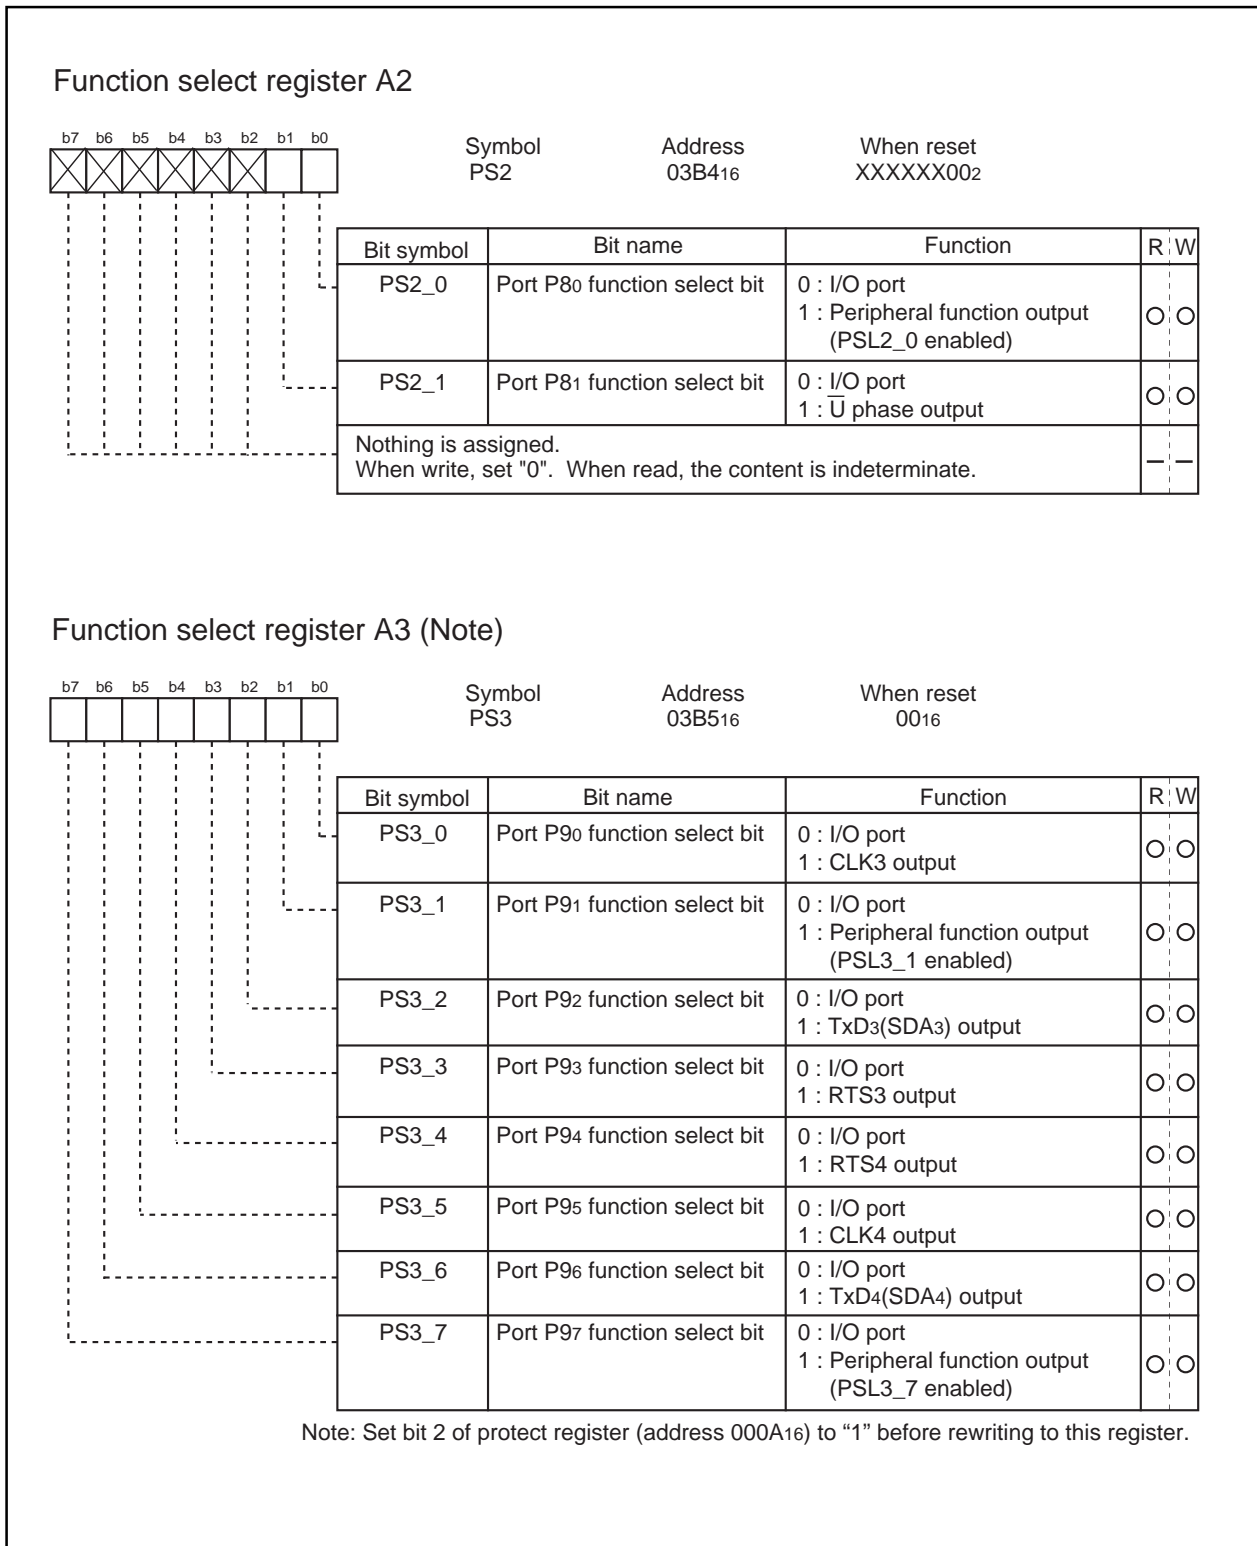 Function select register A2
b7 b6 b5 b4 b3 b2 b1 b0
Symbol Address When reset
PS2 03B416 XXXXXX002
Bit symbol Bit name Function R W
PS2_0 Port P80 function select bit 0 : I/O port
1 : Peripheral function output
(PSL2_0 enabled)
PS2_1 Port P81 function select bit 0 : I/O port
1 : U̅ phase output
Nothing is assigned.
When write, set "0". When read, the content is indeterminate.
Function select register A3 (Note)
b7 b6 b5 b4 b3 b2 b1 b0
Symbol Address When reset
PS3 03B516 0016
Bit symbol Bit name Function R W
PS3_0 Port P90 function select bit 0 : I/O port
1 : CLK3 output
PS3_1 Port P91 function select bit 0 : I/O port
1 : Peripheral function output
(PSL3_1 enabled)
PS3_2 Port P92 function select bit 0 : I/O port
1 : TxD3(SDA3) output
PS3_3 Port P93 function select bit 0 : I/O port
1 : RTS3 output
PS3_4 Port P94 function select bit 0 : I/O port
1 : RTS4 output
PS3_5 Port P95 function select bit 0 : I/O port
1 : CLK4 output
PS3_6 Port P96 function select bit 0 : I/O port
1 : TxD4(SDA4) output
PS3_7 Port P97 function select bit 0 : I/O port
1 : Peripheral function output
(PSL3_7 enabled)
Note: Set bit 2 of protect register (address 000A16) to “1” before rewriting to this register.